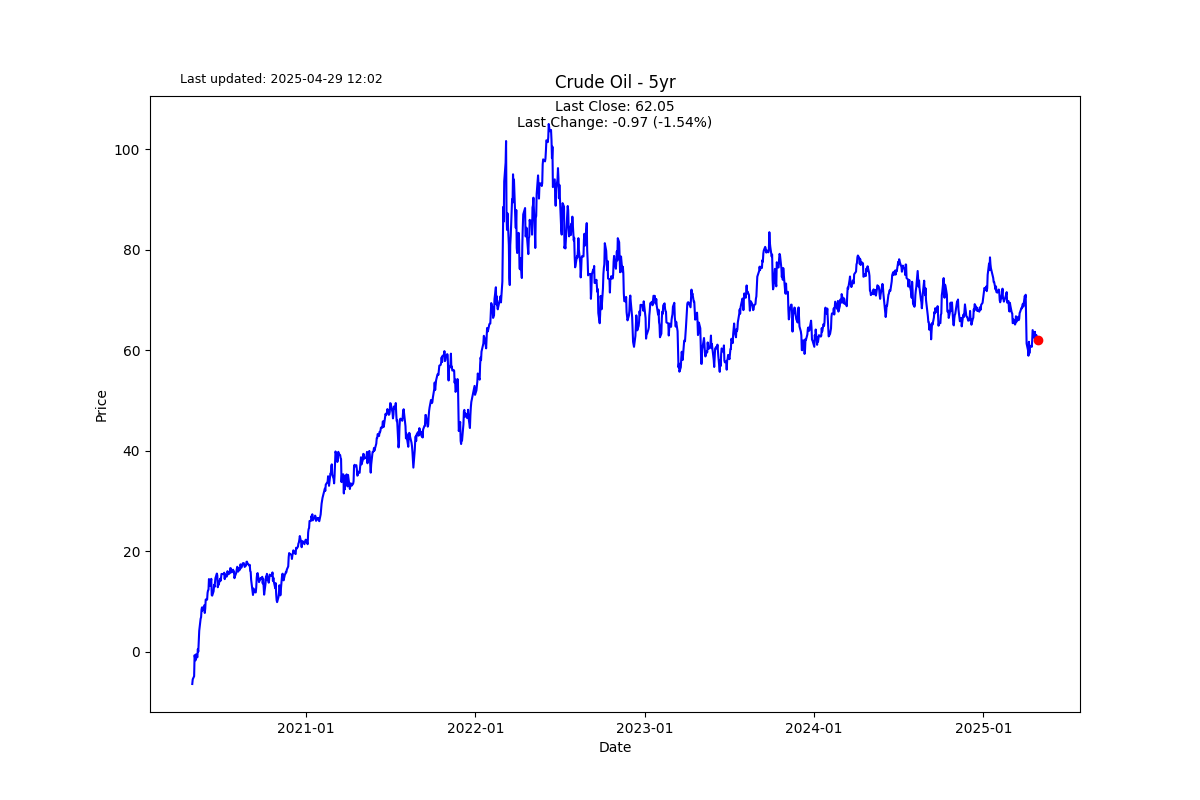 Last updated: 2025-04-29 12:02
Crude Oil - 5yr
Last Close: 62.05
Last Change: -0.97 (-1.54%)
100
80
60
40
20
0
Price
2021-01
2022-01
2023-01
2024-01
2025-01
Date